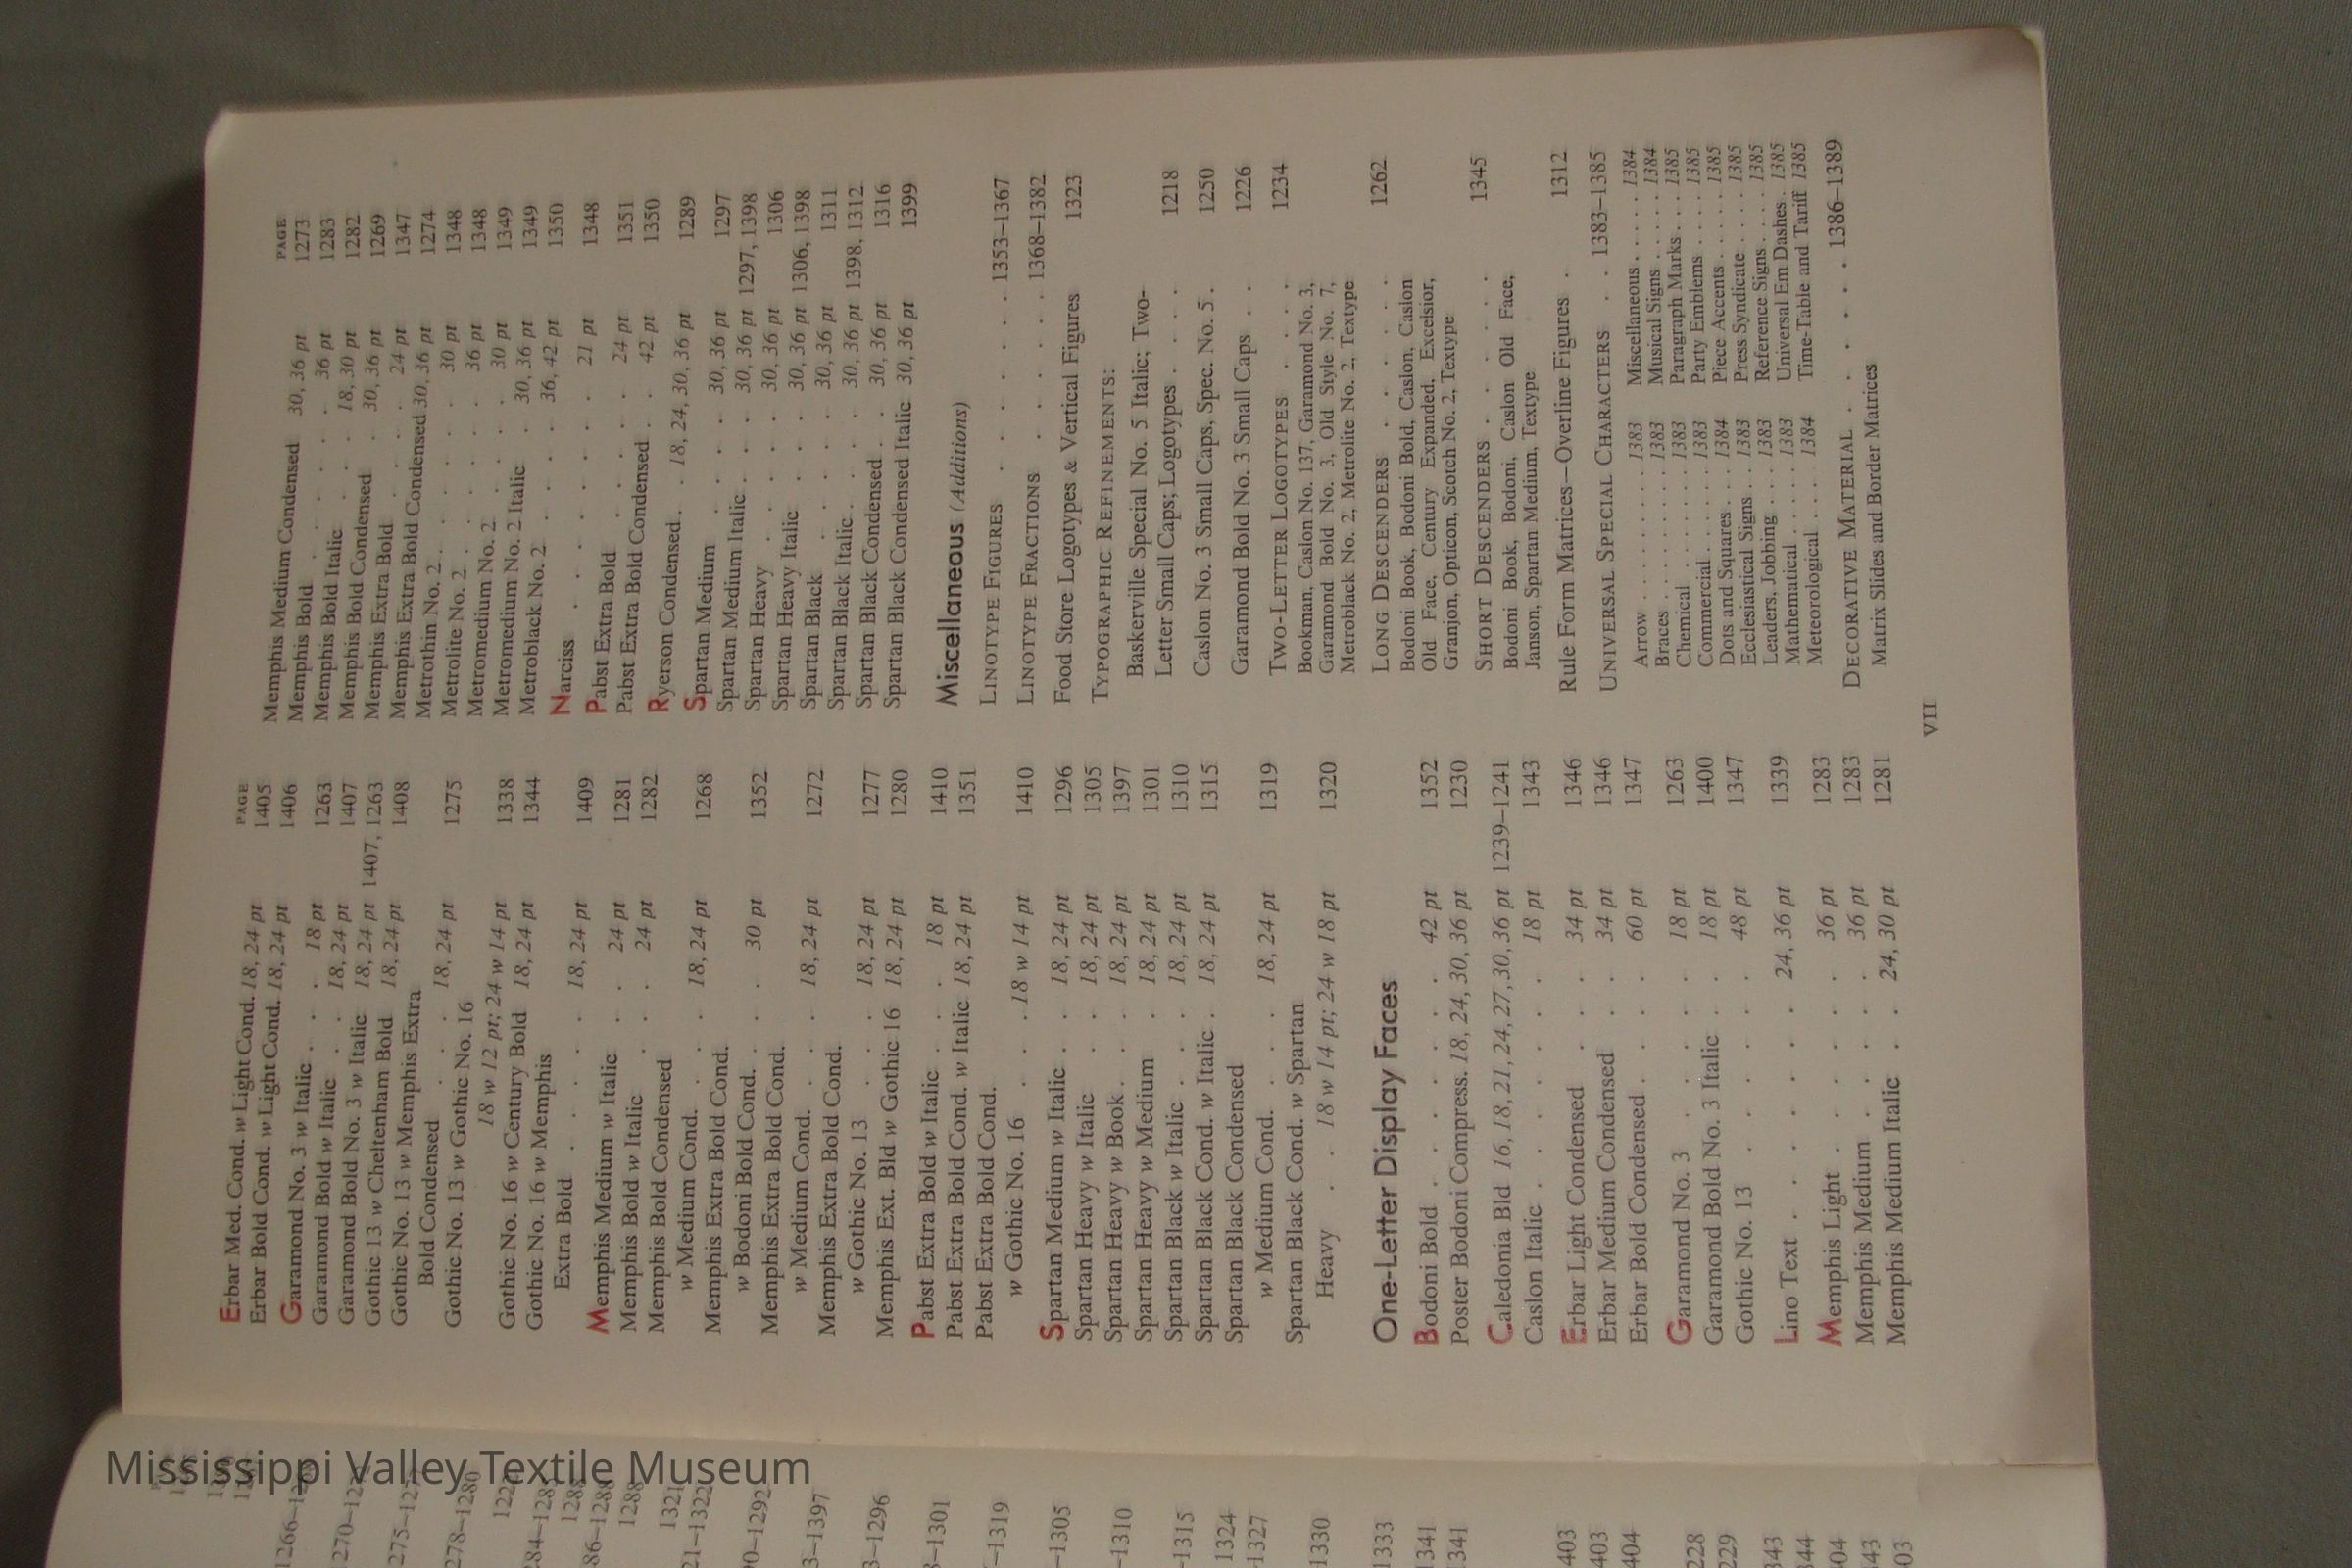 PAGE
Erbar Med. Cond. w Light Cond. 18, 24 pt 1405
Erbar Bold Cond. w Light Cond. 18, 24 pt 1406
Garamond No. 3 w Italic . . 18 pt 1263
Garamond Bold w Italic . . 18, 24 pt 1407
Garamond Bold No. 3 w Italic 18, 24 pt 1407, 1263
Gothic 13 w Cheltenham Bold 18, 24 pt 1408
Gothic No. 13 w Memphis Extra
Bold Condensed . . . 18, 24 pt 1275
Gothic No. 13 w Gothic No. 16
18 w 12 pt; 24 w 14 pt 1338
Gothic No. 16 w Century Bold 18, 24 pt 1344
Gothic No. 16 w Memphis
Extra Bold . . . . . 18, 24 pt 1409
Memphis Medium w Italic . . 24 pt 1281
Memphis Bold w Italic . . . 24 pt 1282
Memphis Bold Condensed
w Medium Cond. . . . 18, 24 pt 1268
Memphis Extra Bold Cond.
w Bodoni Bold Cond. . . . 30 pt 1352
Memphis Extra Bold Cond.
w Medium Cond. . . . 18, 24 pt 1272
Memphis Extra Bold Cond.
w Gothic No. 13 . . . 18, 24 pt 1277
Memphis Ext. Bld w Gothic 16 18, 24 pt 1280
Pabst Extra Bold w Italic . . . 18 pt 1410
Pabst Extra Bold Cond. w Italic 18, 24 pt 1351
Pabst Extra Bold Cond.
w Gothic No. 16 . . . 18 w 14 pt 1410
Spartan Medium w Italic . . 18, 24 pt 1296
Spartan Heavy w Italic . . 18, 24 pt 1305
Spartan Heavy w Book . . . 18, 24 pt 1397
Spartan Heavy w Medium . . 18, 24 pt 1301
Spartan Black w Italic . . . 18, 24 pt 1310
Spartan Black Cond. w Italic . 18, 24 pt 1315
Spartan Black Condensed
w Medium Cond. . . . 18, 24 pt 1319
Spartan Black Cond. w Spartan
Heavy . . 18 w 14 pt; 24 w 18 pt 1320
One-Letter Display Faces
Bodoni Bold . . . . . . . 42 pt 1352
Poster Bodoni Compress. 18, 24, 30, 36 pt 1230
Caledonia Bld 16, 18, 21, 24, 27, 30, 36 pt 1239–1241
Caslon Italic . . . . . . . 18 pt 1343
Erbar Light Condensed . . . 34 pt 1346
Erbar Medium Condensed . . 34 pt 1346
Erbar Bold Condensed . . . . 60 pt 1347
Garamond No. 3 . . . . . 18 pt 1263
Garamond Bold No. 3 Italic . . 18 pt 1400
Gothic No. 13 . . . . . . 48 pt 1347
Lino Text . . . . . . 24, 36 pt 1339
Memphis Light . . . . . . 36 pt 1283
Memphis Medium . . . . . 36 pt 1283
Memphis Medium Italic . . 24, 30 pt 1281
PAGE
Memphis Medium Condensed 30, 36 pt 1273
Memphis Bold . . . . . . 36 pt 1283
Memphis Bold Italic . . . 18, 30 pt 1282
Memphis Bold Condensed . 30, 36 pt 1269
Memphis Extra Bold . . . . 24 pt 1347
Memphis Extra Bold Condensed 30, 36 pt 1274
Metrothin No. 2 . . . . . . 30 pt 1348
Metrolite No. 2 . . . . . . 36 pt 1348
Metromedium No. 2 . . . . 30 pt 1349
Metromedium No. 2 Italic . 30, 36 pt 1349
Metroblack No. 2 . . . . 36, 42 pt 1350
Narciss . . . . . . . . 21 pt 1348
Pabst Extra Bold . . . . . 24 pt 1351
Pabst Extra Bold Condensed . . 42 pt 1350
Ryerson Condensed . . 18, 24, 30, 36 pt 1289
Spartan Medium . . . . 30, 36 pt 1297
Spartan Medium Italic . . . 30, 36 pt 1297, 1398
Spartan Heavy . . . . . 30, 36 pt 1306
Spartan Heavy Italic . . . 30, 36 pt 1306, 1398
Spartan Black . . . . . 30, 36 pt 1311
Spartan Black Italic . . . . 30, 36 pt 1398, 1312
Spartan Black Condensed . . 30, 36 pt 1316
Spartan Black Condensed Italic 30, 36 pt 1399
Miscellaneous (Additions)
LINOTYPE FIGURES . . . . . . 1353–1367
LINOTYPE FRACTIONS . . . . . 1368–1382
Food Store Logotypes & Vertical Figures 1323
TYPOGRAPHIC REFINEMENTS:
Baskerville Special No. 5 Italic; Two-
Letter Small Caps; Logotypes . . . . 1218
Caslon No. 3 Small Caps, Spec. No. 5 . 1250
Garamond Bold No. 3 Small Caps . . 1226
TWO-LETTER LOGOTYPES . . . . 1234
Bookman, Caslon No. 137, Garamond No. 3,
Garamond Bold No. 3, Old Style No. 7,
Metroblack No. 2, Metrolite No. 2, Textype
LONG DESCENDERS . . . . . 1262
Bodoni Book, Bodoni Bold, Caslon, Caslon
Old Face, Century Expanded, Excelsior,
Granjon, Opticon, Scotch No. 2, Textype
SHORT DESCENDERS . . . . . 1345
Bodoni Book, Bodoni, Caslon Old Face,
Janson, Spartan Medium, Textype
Rule Form Matrices—Overline Figures . 1312
UNIVERSAL SPECIAL CHARACTERS . . 1383–1385
Arrow . . . . . . . . 1383 Miscellaneous . . . . . 1384
Braces . . . . . . . . 1383 Musical Signs . . . . . 1384
Chemical . . . . . . 1383 Paragraph Marks . . . . 1385
Commercial . . . . . 1383 Party Emblems . . . . 1385
Dots and Squares . . . 1384 Piece Accents . . . . . 1385
Ecclesiastical Signs . . 1383 Press Syndicate . . . . 1385
Leaders, Jobbing . . . 1383 Reference Signs . . . . 1385
Mathematical . . . . . 1383 Universal Em Dashes . . 1385
Meteorological . . . . 1384 Time-Table and Tariff 1385
DECORATIVE MATERIAL . . . . . . 1386–1389
Matrix Slides and Border Matrices
VII
Mississippi Valley Textile Museum
278–1280
–1397
–1296
–1301
–1319
–1305
–1310
–1315
1324
–1327
1330
1333
1341
1341
403
403
404
228
229
343
344